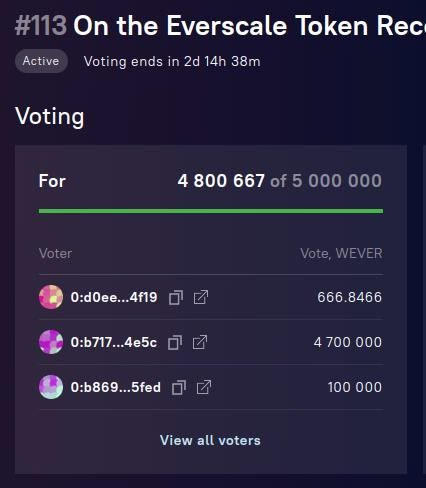 #113 On the Everscale Token Rec
Active Voting ends in 2d 14h 38m
Voting
For 4 800 667 of 5 000 000
Voter Vote, WEVER
0:d0ee...4f19 666.8466
0:b717...4e5c 4 700 000
0:b869...5fed 100 000
View all voters